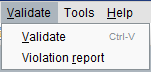 Validate Tools Help
Validate Ctrl-V
Violation report